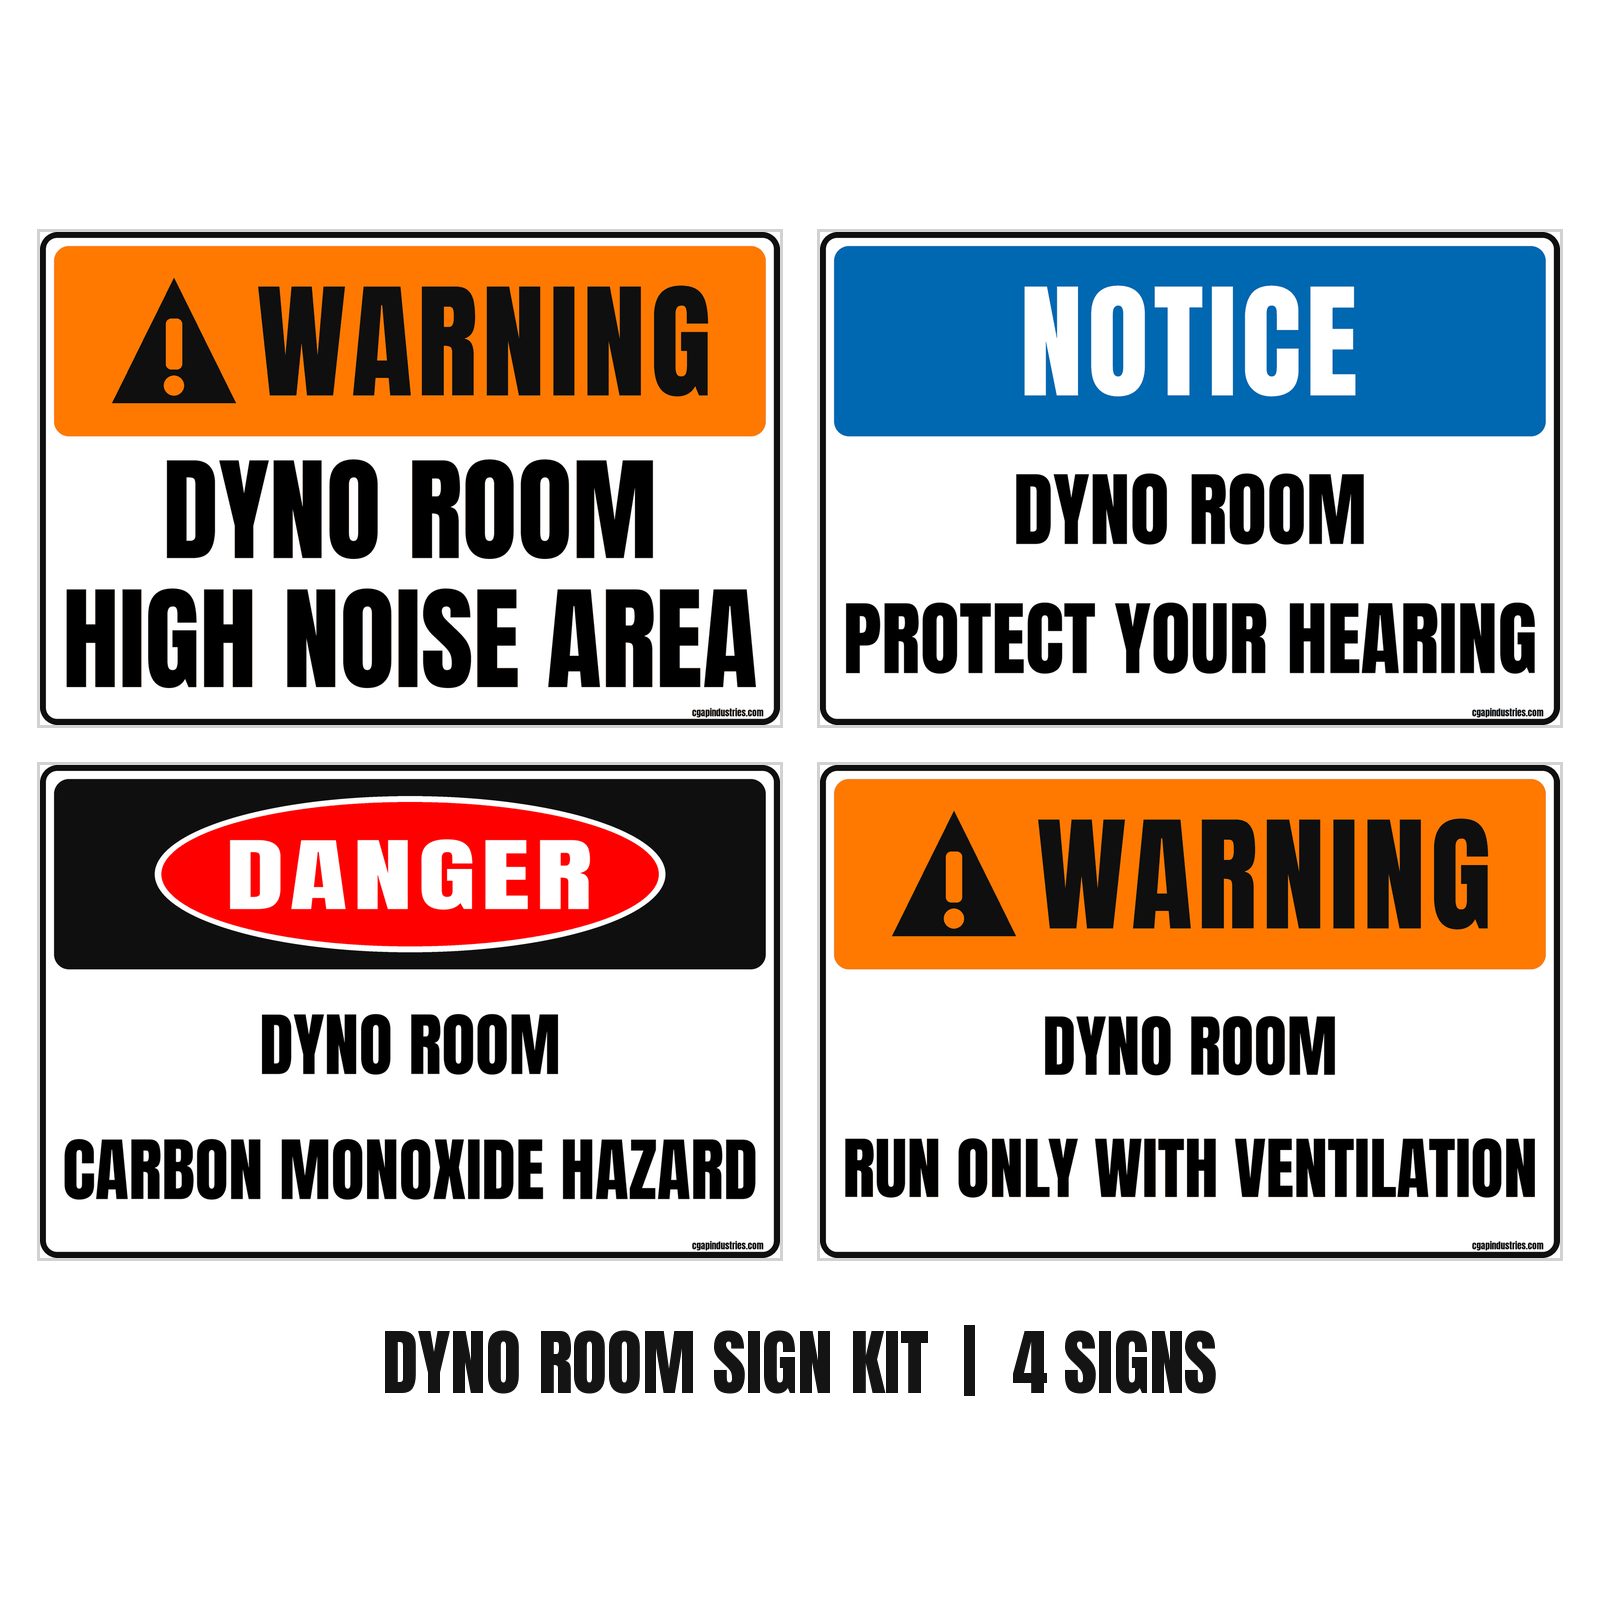 WARNING
DYNO ROOM
HIGH NOISE AREA
cgapindustries.com
NOTICE
DYNO ROOM
PROTECT YOUR HEARING
cgapindustries.com
DANGER
DYNO ROOM
CARBON MONOXIDE HAZARD
cgapindustries.com
WARNING
DYNO ROOM
RUN ONLY WITH VENTILATION
cgapindustries.com
DYNO ROOM SIGN KIT | 4 SIGNS